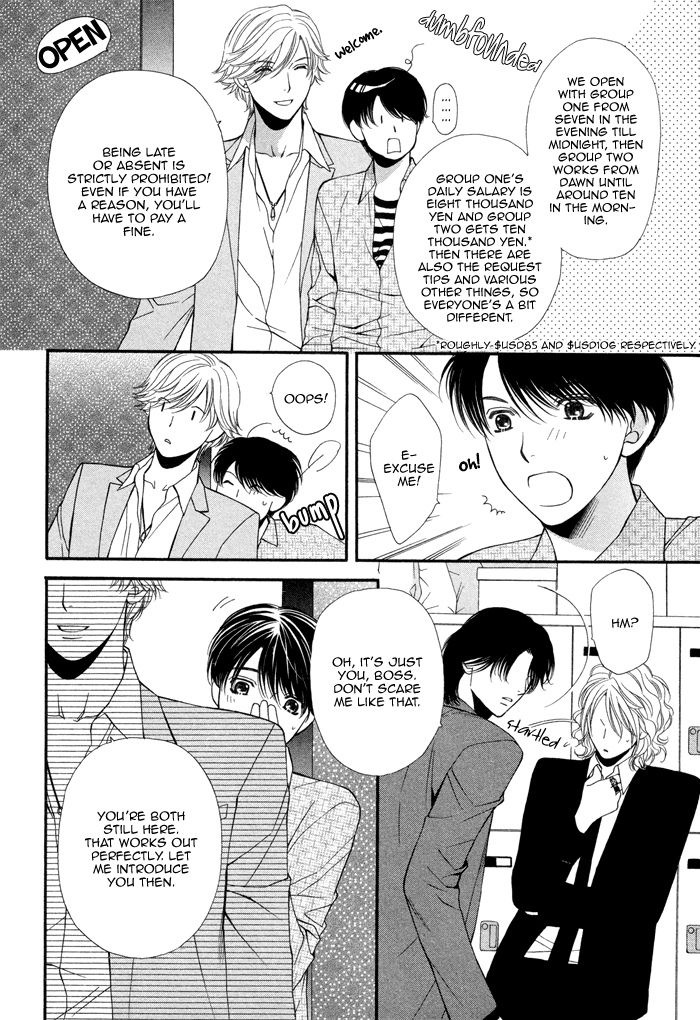 WE OPEN
WITH GROUP
ONE FROM
SEVEN IN THE
EVENING TILL
MIDNIGHT, THEN
GROUP TWO
WORKS FROM
DAWN UNTIL
AROUND TEN
IN THE MORN-
ING.
dumbfounded
......
GROUP ONE'S
DAILY SALARY IS
EIGHT THOUSAND
YEN AND GROUP
TWO GETS TEN
THOUSAND YEN.*
THEN THERE ARE
ALSO THE REQUEST
TIPS AND VARIOUS
OTHER THINGS, SO
EVERYONE'S A BIT
DIFFERENT.
*ROUGHLY $USD85 AND $USD106 RESPECTIVELY.
welcome.
OPEN
BEING LATE
OR ABSENT IS
STRICTLY PROHIBITED!
EVEN IF YOU HAVE
A REASON, YOU'LL
HAVE TO PAY A
FINE.
oh!
E-
EXCUSE
ME!
OOPS!
bump
HM?
startled
OH, IT'S JUST
YOU, BOSS.
DON'T SCARE
ME LIKE THAT.
YOU'RE BOTH
STILL HERE.
THAT WORKS OUT
PERFECTLY. LET
ME INTRODUCE
YOU THEN.